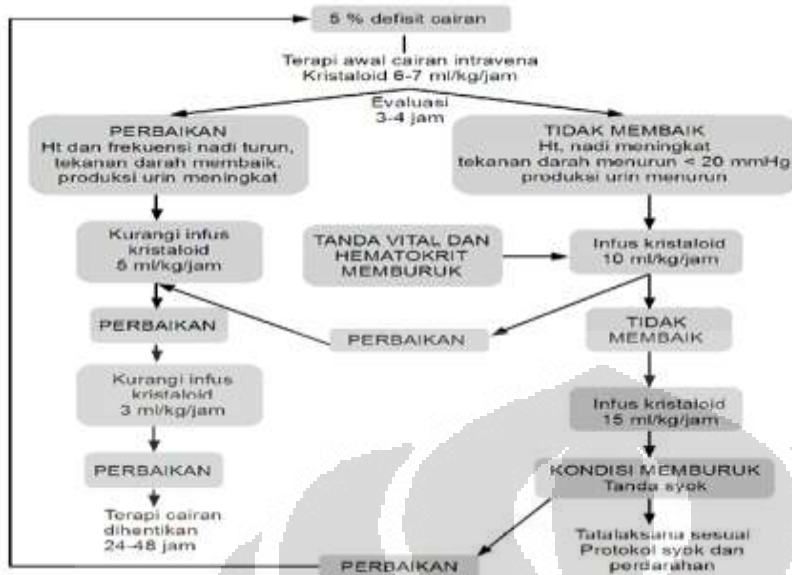 5 % defisit cairan
Terapi awal cairan intravena
Kristaloid 6-7 ml/kg/jam
Evaluasi
3-4 jam
PERBAIKAN
Ht dan frekuensi nadi turun,
tekanan darah membaik.
produksi urin meningkat
TIDAK MEMBAIK
Ht, nadi meningkat
tekanan darah menurun < 20 mmHg
produksi urin menurun
Kurangi infus
kristaloid
5 ml/kg/jam
TANDA VITAL DAN
HEMATOKRIT
MEMBURUK
Infus kristaloid
10 ml/kg/jam
PERBAIKAN
PERBAIKAN
TIDAK
MEMBAIK
Kurangi infus
kristaloid
3 ml/kg/jam
Infus kristaloid
15 ml/kg/jam
PERBAIKAN
KONDISI MEMBURUK
Tanda syok
Terapi cairan
dihentikan
24-48 jam
PERBAIKAN
Tatalaksana sesuai
Protokol syok dan
perdarahan